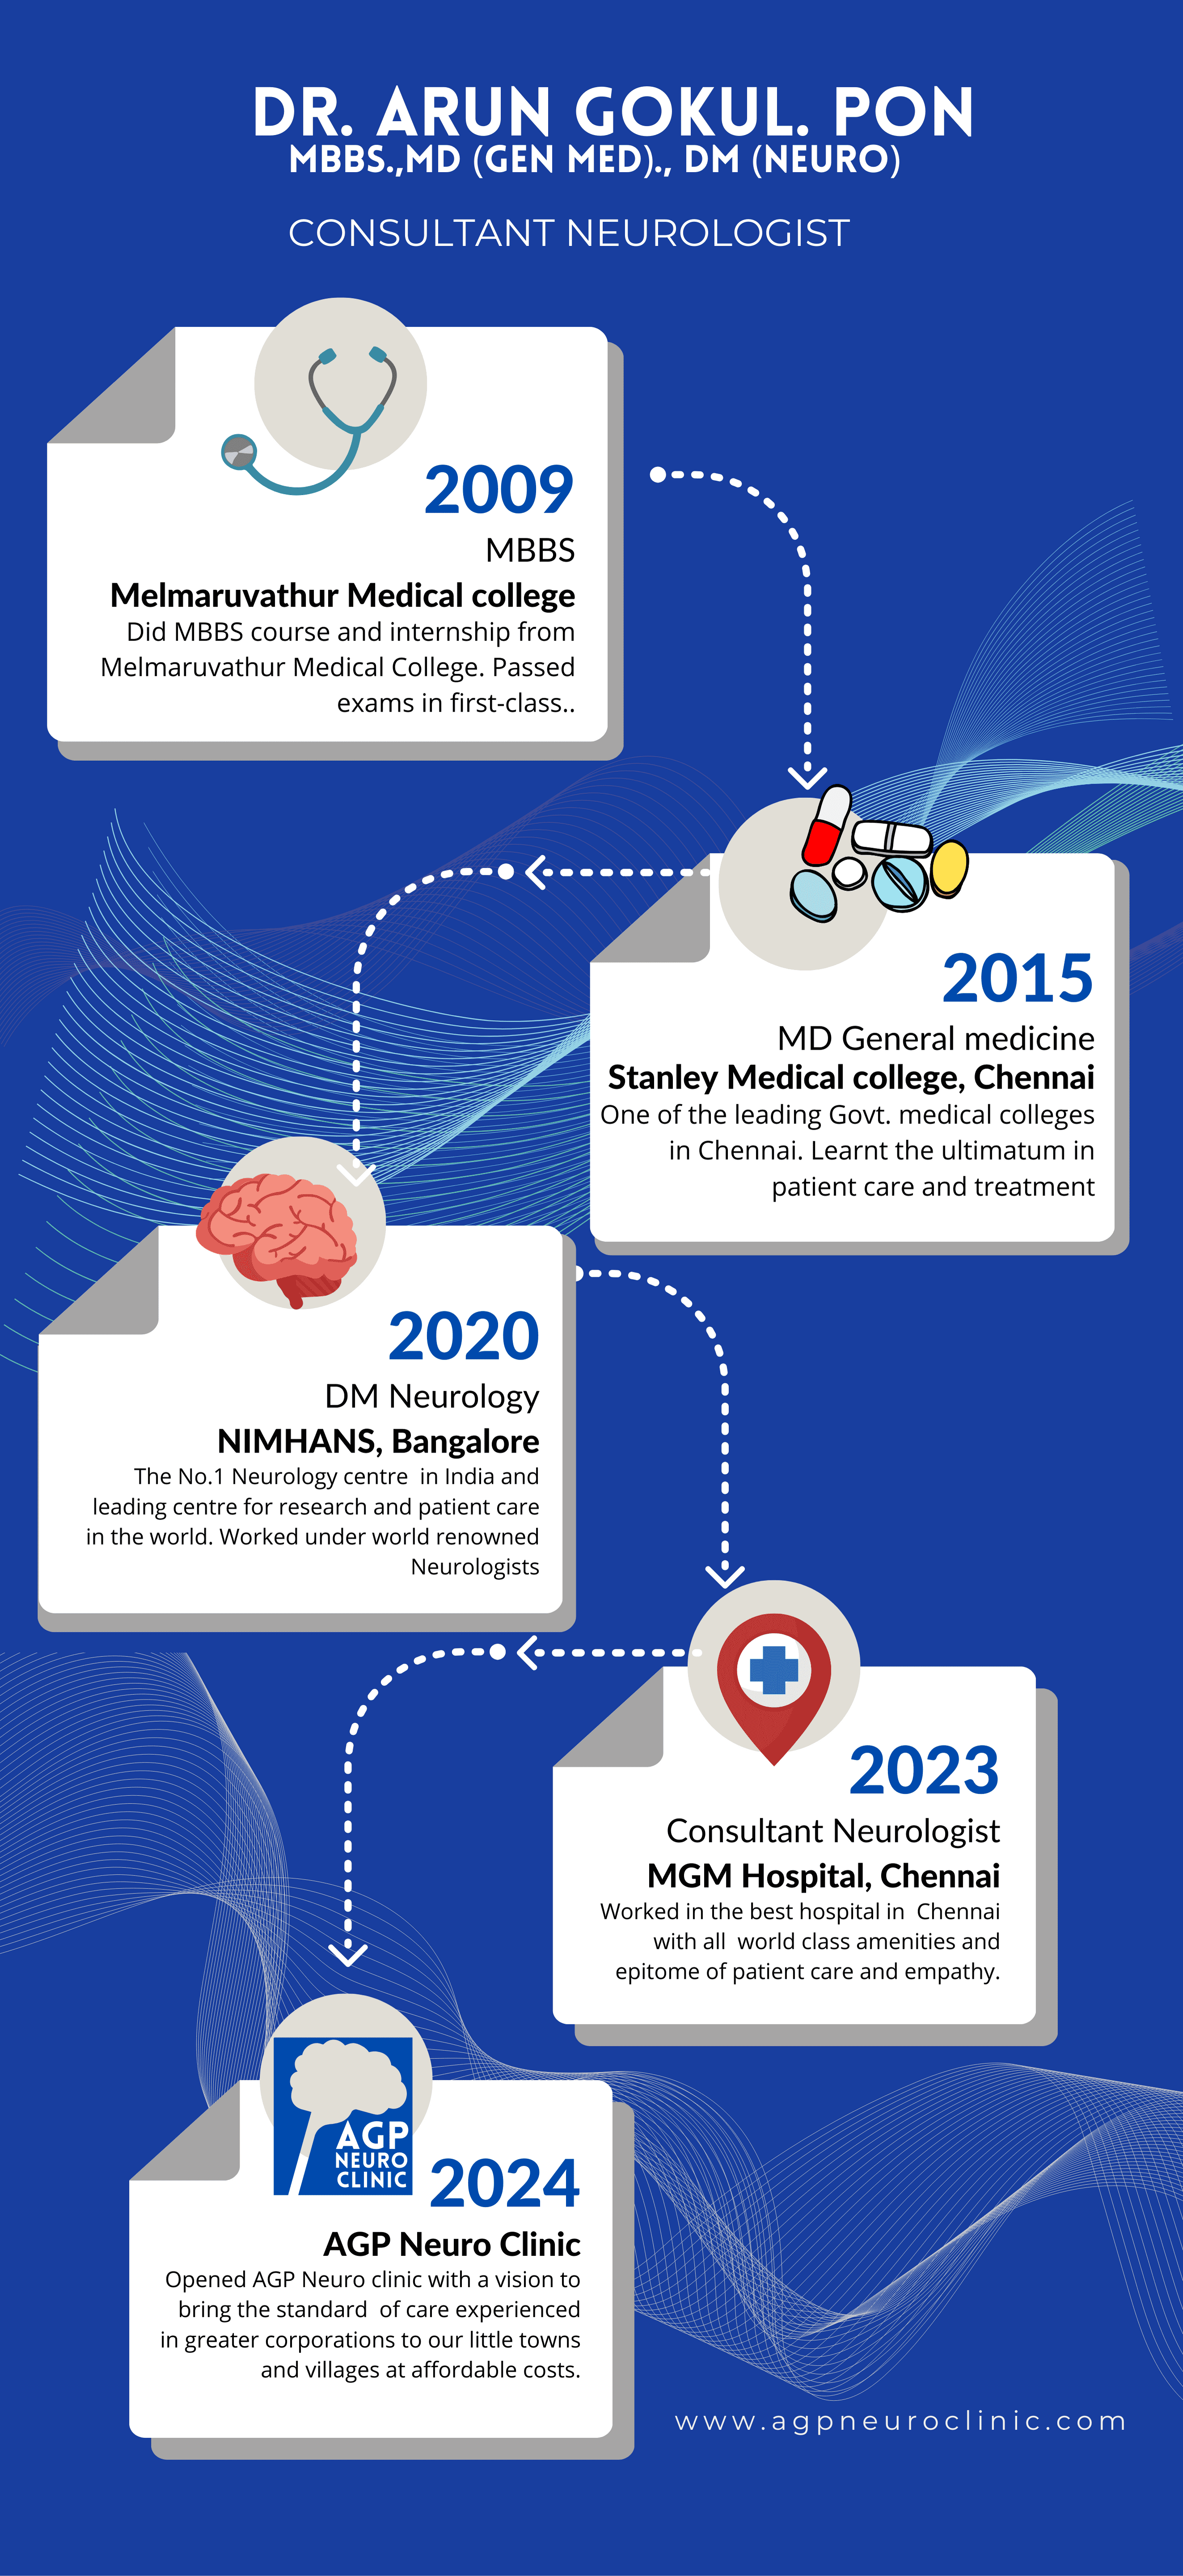 DR. ARUN GOKUL. PON
MBBS.,MD (GEN MED)., DM (NEURO)
CONSULTANT NEUROLOGIST
2009
MBBS
Melmaruvathur Medical college
Did MBBS course and internship from
Melmaruvathur Medical College. Passed
exams in first-class..
2015
MD General medicine
Stanley Medical college, Chennai
One of the leading Govt. medical colleges
in Chennai. Learnt the ultimatum in
patient care and treatment
2020
DM Neurology
NIMHANS, Bangalore
The No.1 Neurology centre in India and
leading centre for research and patient care
in the world. Worked under world renowned
Neurologists
2023
Consultant Neurologist
MGM Hospital, Chennai
Worked in the best hospital in Chennai
with all world class amenities and
epitome of patient care and empathy.
AGP
NEURO
CLINIC
2024
AGP Neuro Clinic
Opened AGP Neuro clinic with a vision to
bring the standard of care experienced
in greater corporations to our little towns
and villages at affordable costs.
www.agpneuroclinic.com